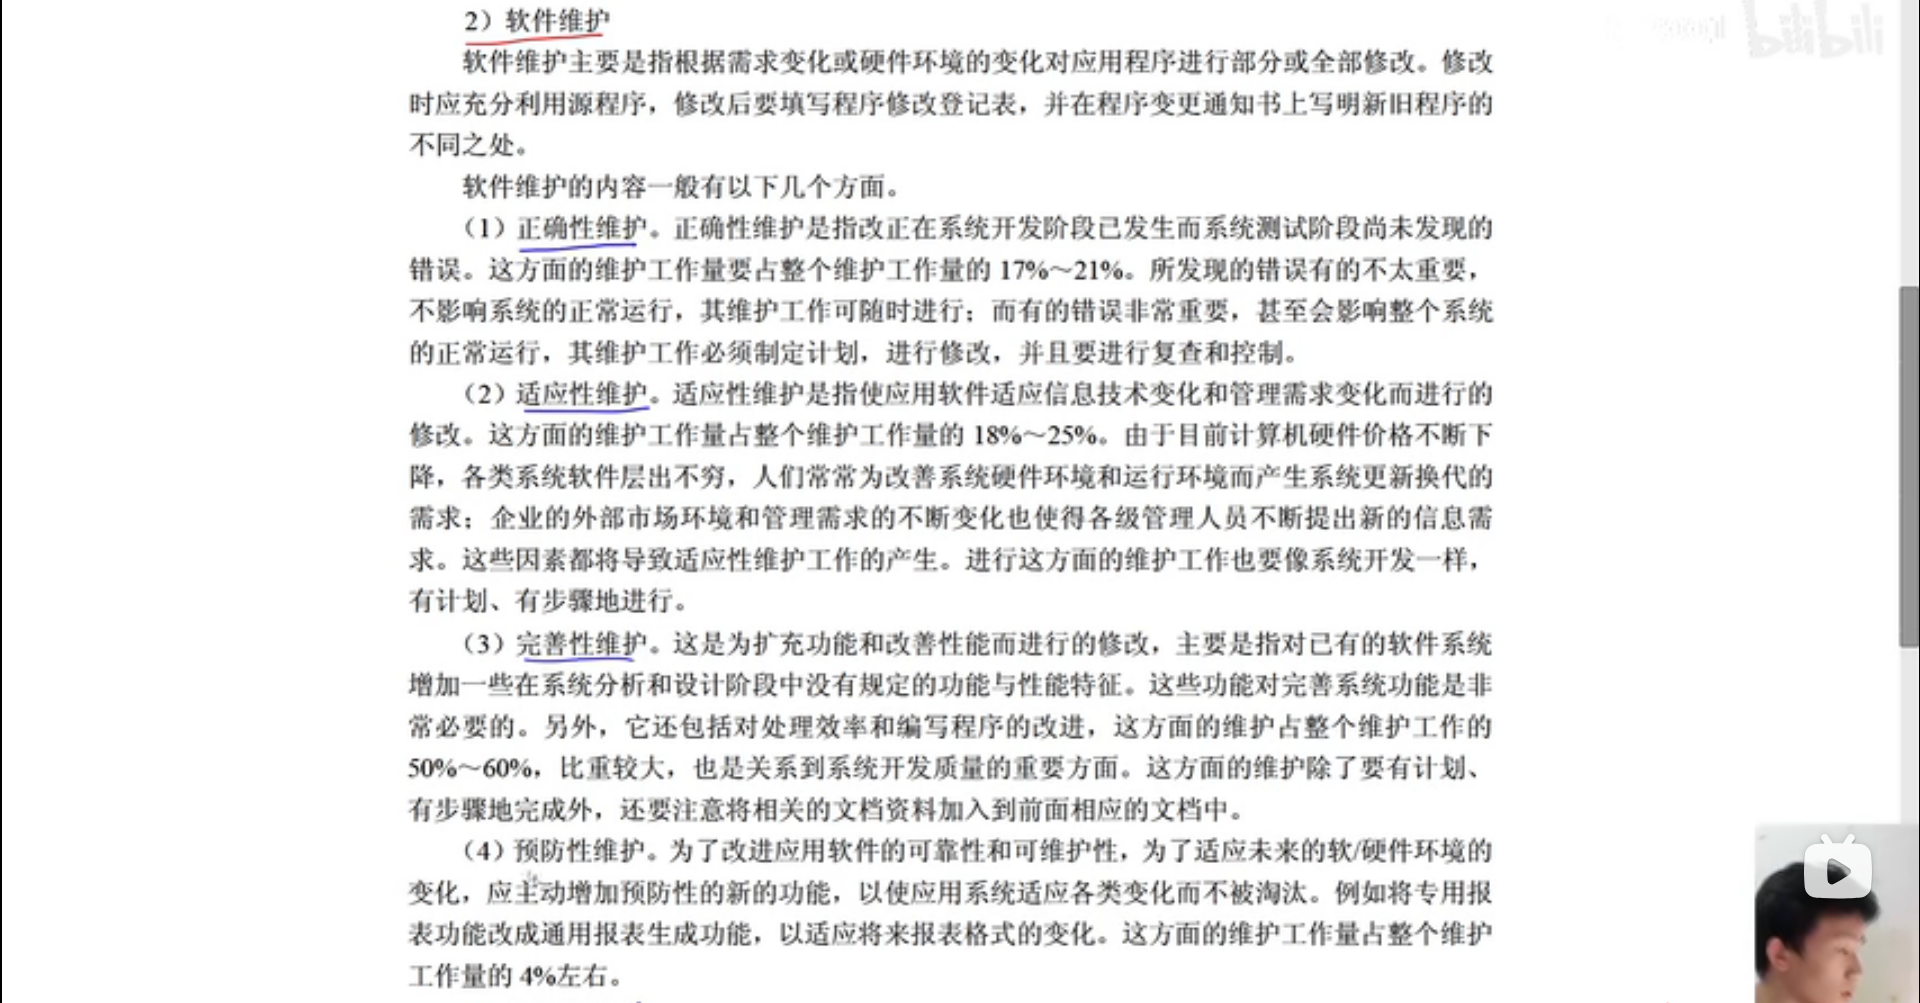 2）软件维护
软件维护主要是指根据需求变化或硬件环境的变化对应用程序进行部分或全部修改。修改
时应充分利用源程序，修改后要填写程序修改登记表，并在程序变更通知书上写明新旧程序的
不同之处。
软件维护的内容一般有以下几个方面。
（1）正确性维护。正确性维护是指改正在系统开发阶段已发生而系统测试阶段尚未发现的
错误。这方面的维护工作量要占整个维护工作量的 17%～21%。所发现的错误有的不太重要，
不影响系统的正常运行，其维护工作可随时进行；而有的错误非常重要，甚至会影响整个系统
的正常运行，其维护工作必须制定计划，进行修改，并且要进行复查和控制。
（2）适应性维护。适应性维护是指使应用软件适应信息技术变化和管理需求变化而进行的
修改。这方面的维护工作量占整个维护工作量的 18%～25%。由于目前计算机硬件价格不断下
降，各类系统软件层出不穷，人们常常为改善系统硬件环境和运行环境而产生系统更新换代的
需求；企业的外部市场环境和管理需求的不断变化也使得各级管理人员不断提出新的信息需
求。这些因素都将导致适应性维护工作的产生。进行这方面的维护工作也要像系统开发一样，
有计划、有步骤地进行。
（3）完善性维护。这是为扩充功能和改善性能而进行的修改，主要是指对已有的软件系统
增加一些在系统分析和设计阶段中没有规定的功能与性能特征。这些功能对完善系统功能是非
常必要的。另外，它还包括对处理效率和编写程序的改进，这方面的维护占整个维护工作的
50%～60%，比重较大，也是关系到系统开发质量的重要方面。这方面的维护除了要有计划、
有步骤地完成外，还要注意将相关的文档资料加入到前面相应的文档中。
（4）预防性维护。为了改进应用软件的可靠性和可维护性，为了适应未来的软/硬件环境的
变化，应主动增加预防性的新的功能，以使应用系统适应各类变化而不被淘汰。例如将专用报
表功能改成通用报表生成功能，以适应将来报表格式的变化。这方面的维护工作量占整个维护
工作量的 4%左右。
bilibili